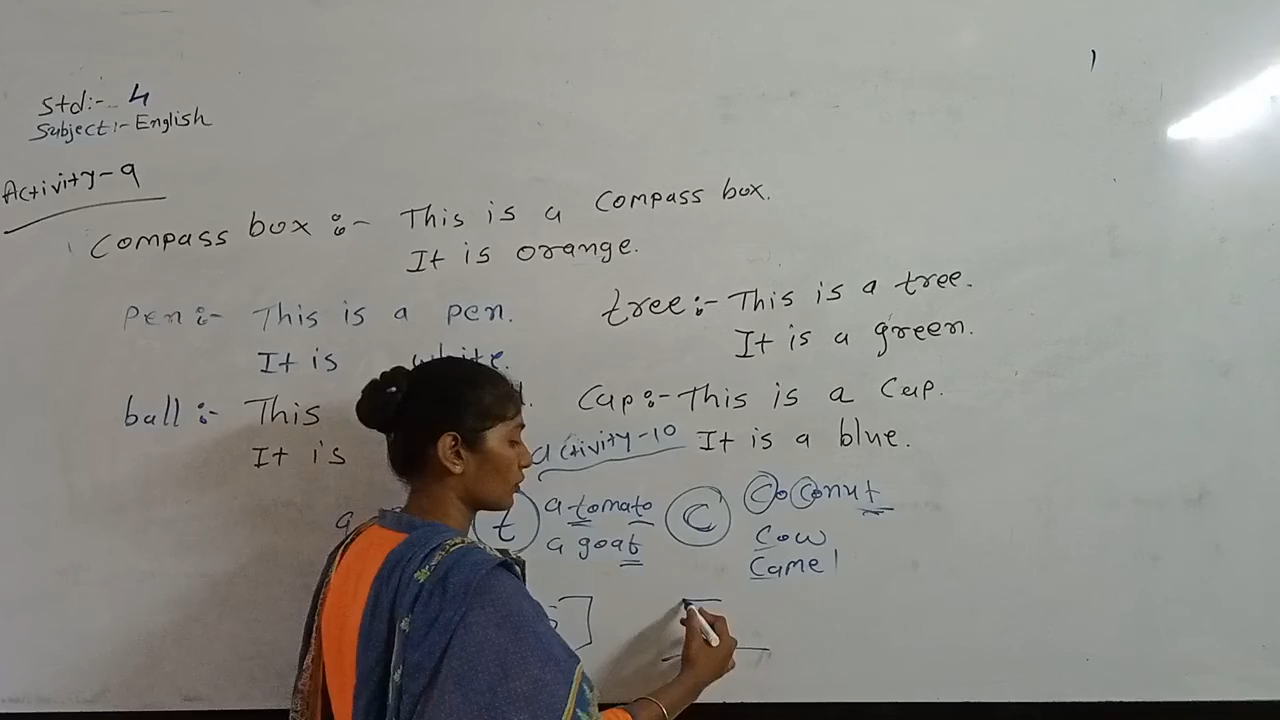 Std:- 4
Subject:- English
Activity-9
Compass box :- This is a Compass box.
It is orange.
Pen :- This is a pen.
It is white.
tree :- This is a tree.
It is a green.
ball :- This
It is
Cap :- This is a Cap.
It is a blue.
activity-10
a
t
a tomato
a goat
C
Coconut
Cow
Camel